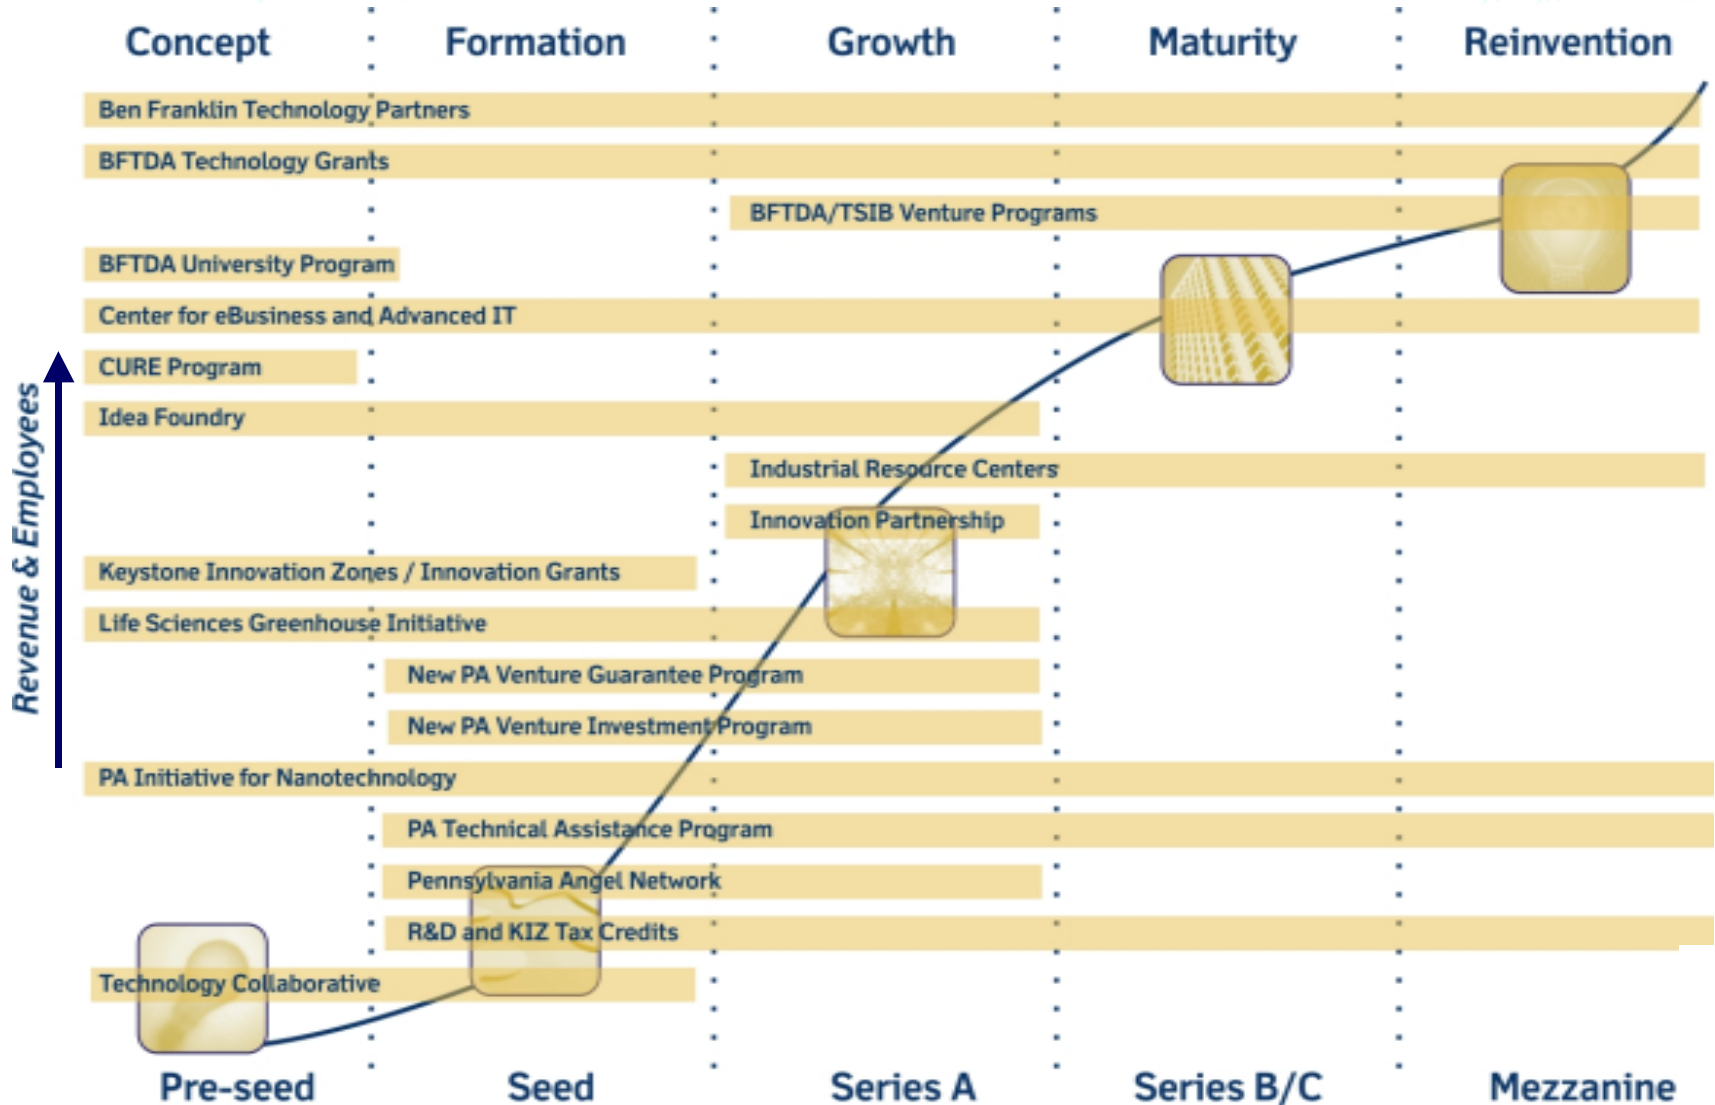 Concept
Formation
Growth
Maturity
Reinvention
Ben Franklin Technology Partners
BFTDA Technology Grants
BFTDA/TSIB Venture Programs
BFTDA University Program
Center for eBusiness and Advanced IT
CURE Program
Idea Foundry
Industrial Resource Centers
Innovation Partnership
Keystone Innovation Zones / Innovation Grants
Life Sciences Greenhouse Initiative
New PA Venture Guarantee Program
New PA Venture Investment Program
PA Initiative for Nanotechnology
PA Technical Assistance Program
Pennsylvania Angel Network
R&D and KIZ Tax Credits
Technology Collaborative
Revenue & Employees
Pre-seed
Seed
Series A
Series B/C
Mezzanine